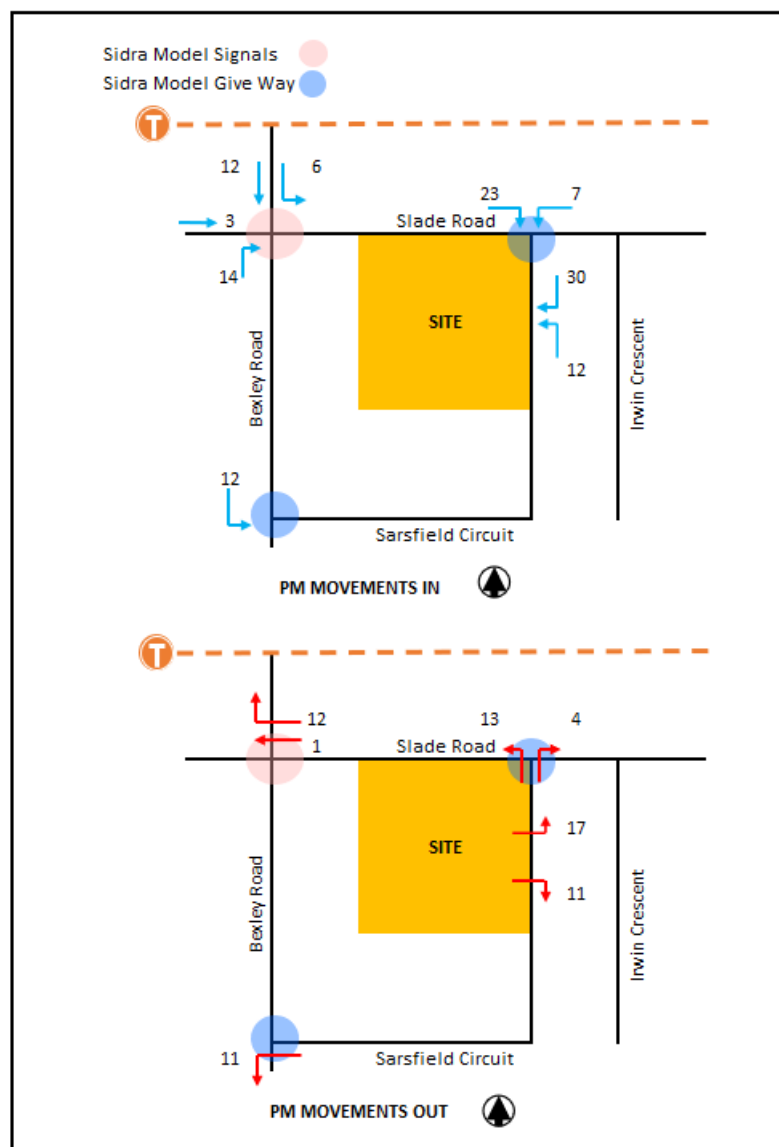 Sidra Model Signals
Sidra Model Give Way
T
12 6
23 7
3
Slade Road
14
30
SITE
12
Bexley Road
Irwin Crescent
12
Sarsfield Circuit
PM MOVEMENTS IN
T
12 13 4
1
Slade Road
17
SITE
11
Bexley Road
Irwin Crescent
11
Sarsfield Circuit
PM MOVEMENTS OUT